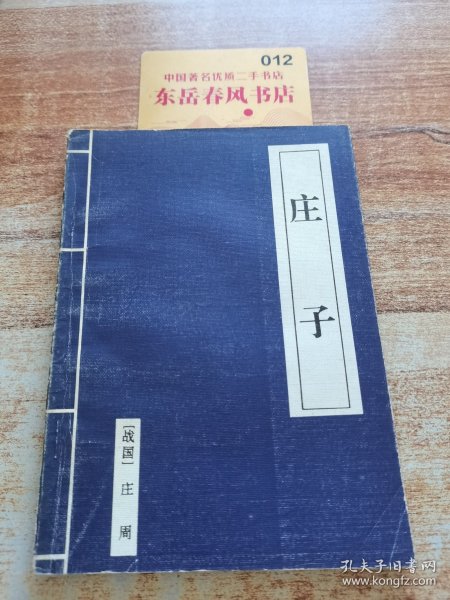 012
中国著名优质二手书店
东岳春风书店
庄子
〔战国〕 庄 周
孔夫子旧书网
www.kongfz.com